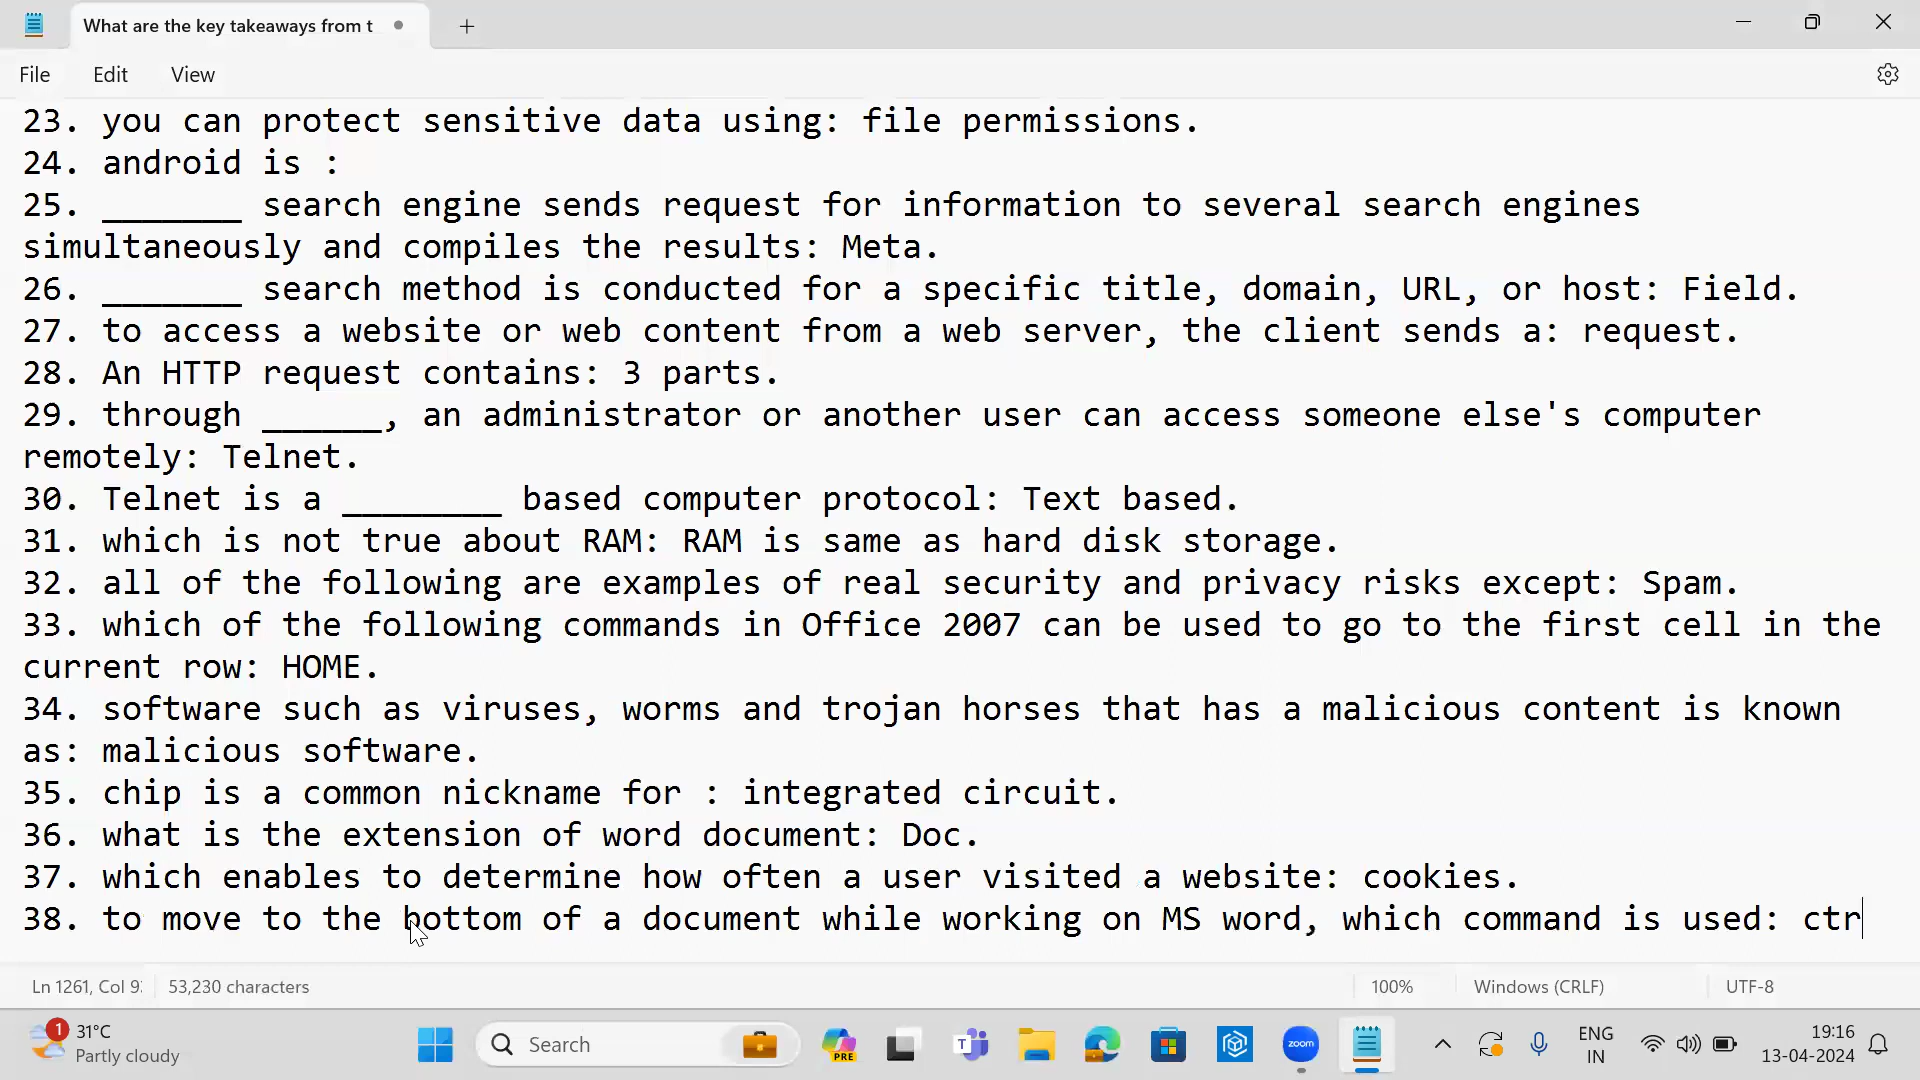 What are the key takeaways from t
File Edit View
23. you can protect sensitive data using: file permissions.
24. android is :
25. _______ search engine sends request for information to several search engines
simultaneously and compiles the results: Meta.
26. _______ search method is conducted for a specific title, domain, URL, or host: Field.
27. to access a website or web content from a web server, the client sends a: request.
28. An HTTP request contains: 3 parts.
29. through ______, an administrator or another user can access someone else's computer
remotely: Telnet.
30. Telnet is a ________ based computer protocol: Text based.
31. which is not true about RAM: RAM is same as hard disk storage.
32. all of the following are examples of real security and privacy risks except: Spam.
33. which of the following commands in Office 2007 can be used to go to the first cell in the
current row: HOME.
34. software such as viruses, worms and trojan horses that has a malicious content is known
as: malicious software.
35. chip is a common nickname for : integrated circuit.
36. what is the extension of word document: Doc.
37. which enables to determine how often a user visited a website: cookies.
38. to move to the bottom of a document while working on MS word, which command is used: ctr
Ln 1261, Col 9 53,230 characters 100% Windows (CRLF) UTF-8
1 31°C Search PRE T zoom ENG 19:16
Partly cloudy IN 13-04-2024